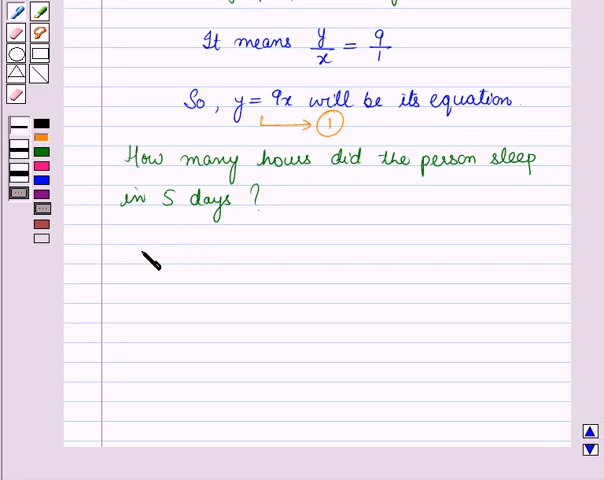 It means y/x = 9/1
So, y = 9x will be its equation.
1
How many hours did the person sleep
in 5 days ?